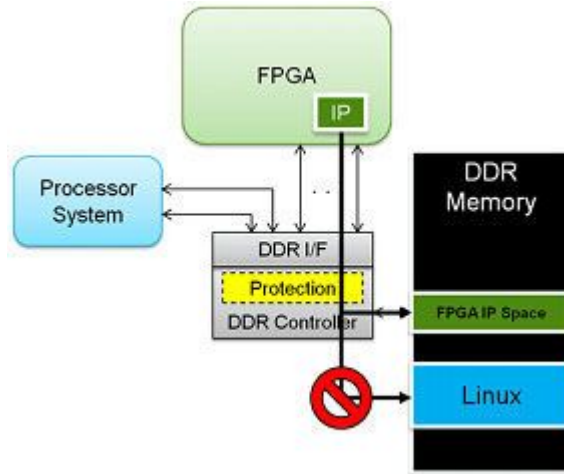 FPGA
IP
Processor
System
DDR
Memory
. .
DDR I/F
Protection
DDR Controller
FPGA IP Space
Linux